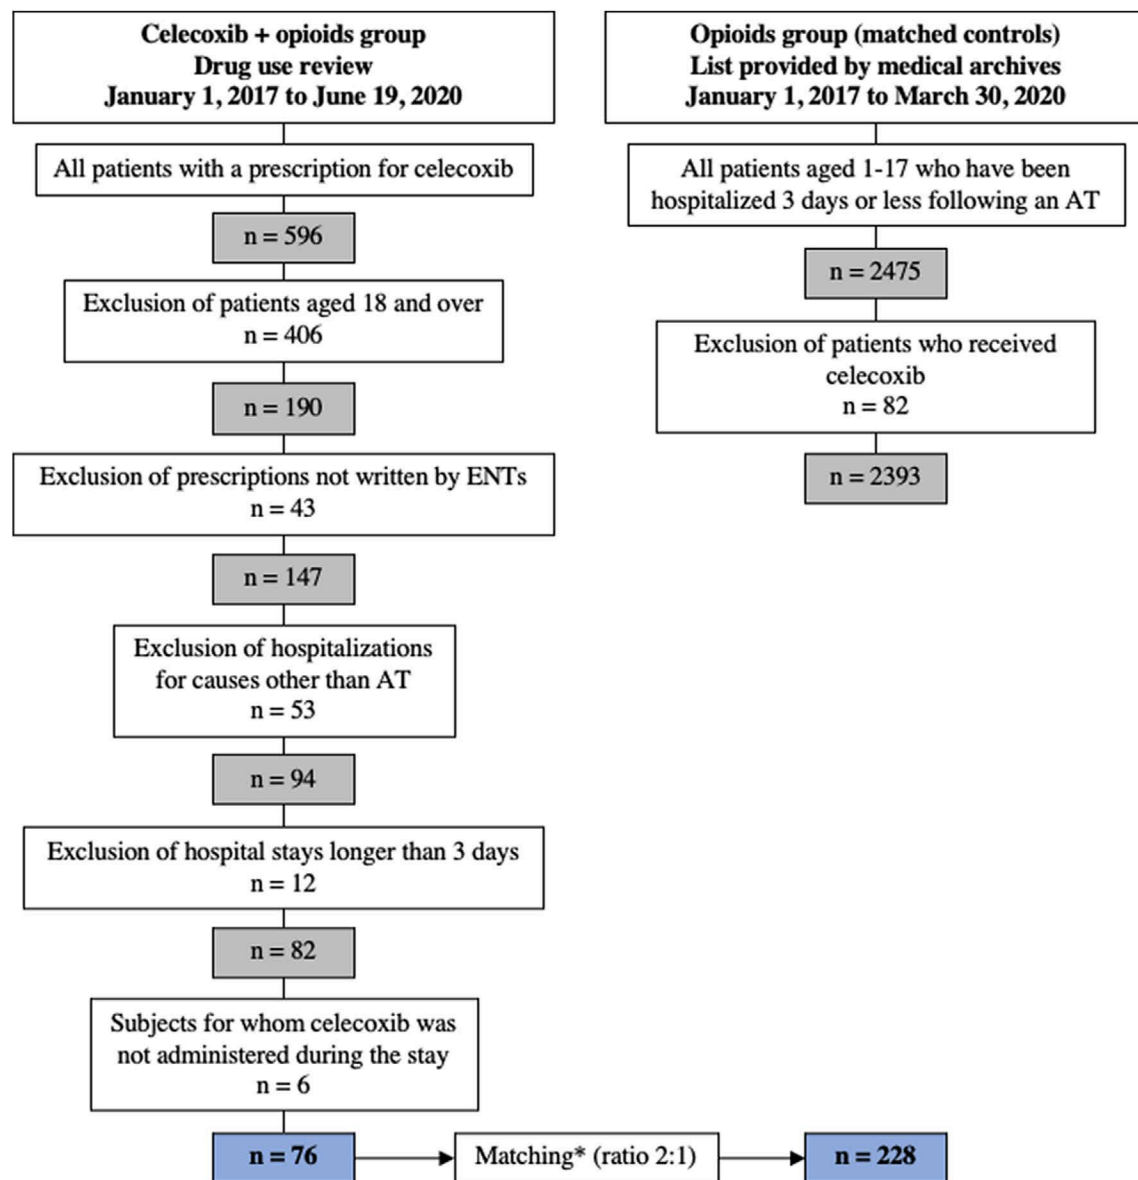 Celecoxib + opioids group
Drug use review
January 1, 2017 to June 19, 2020
All patients with a prescription for celecoxib
n = 596
Exclusion of patients aged 18 and over
n = 406
n = 190
Exclusion of prescriptions not written by ENTs
n = 43
n = 147
Exclusion of hospitalizations
for causes other than AT
n = 53
n = 94
Exclusion of hospital stays longer than 3 days
n = 12
n = 82
Subjects for whom celecoxib was
not administered during the stay
n = 6
n = 76
Matching* (ratio 2:1)
n = 228
Opioids group (matched controls)
List provided by medical archives
January 1, 2017 to March 30, 2020
All patients aged 1-17 who have been
hospitalized 3 days or less following an AT
n = 2475
Exclusion of patients who received
celecoxib
n = 82
n = 2393